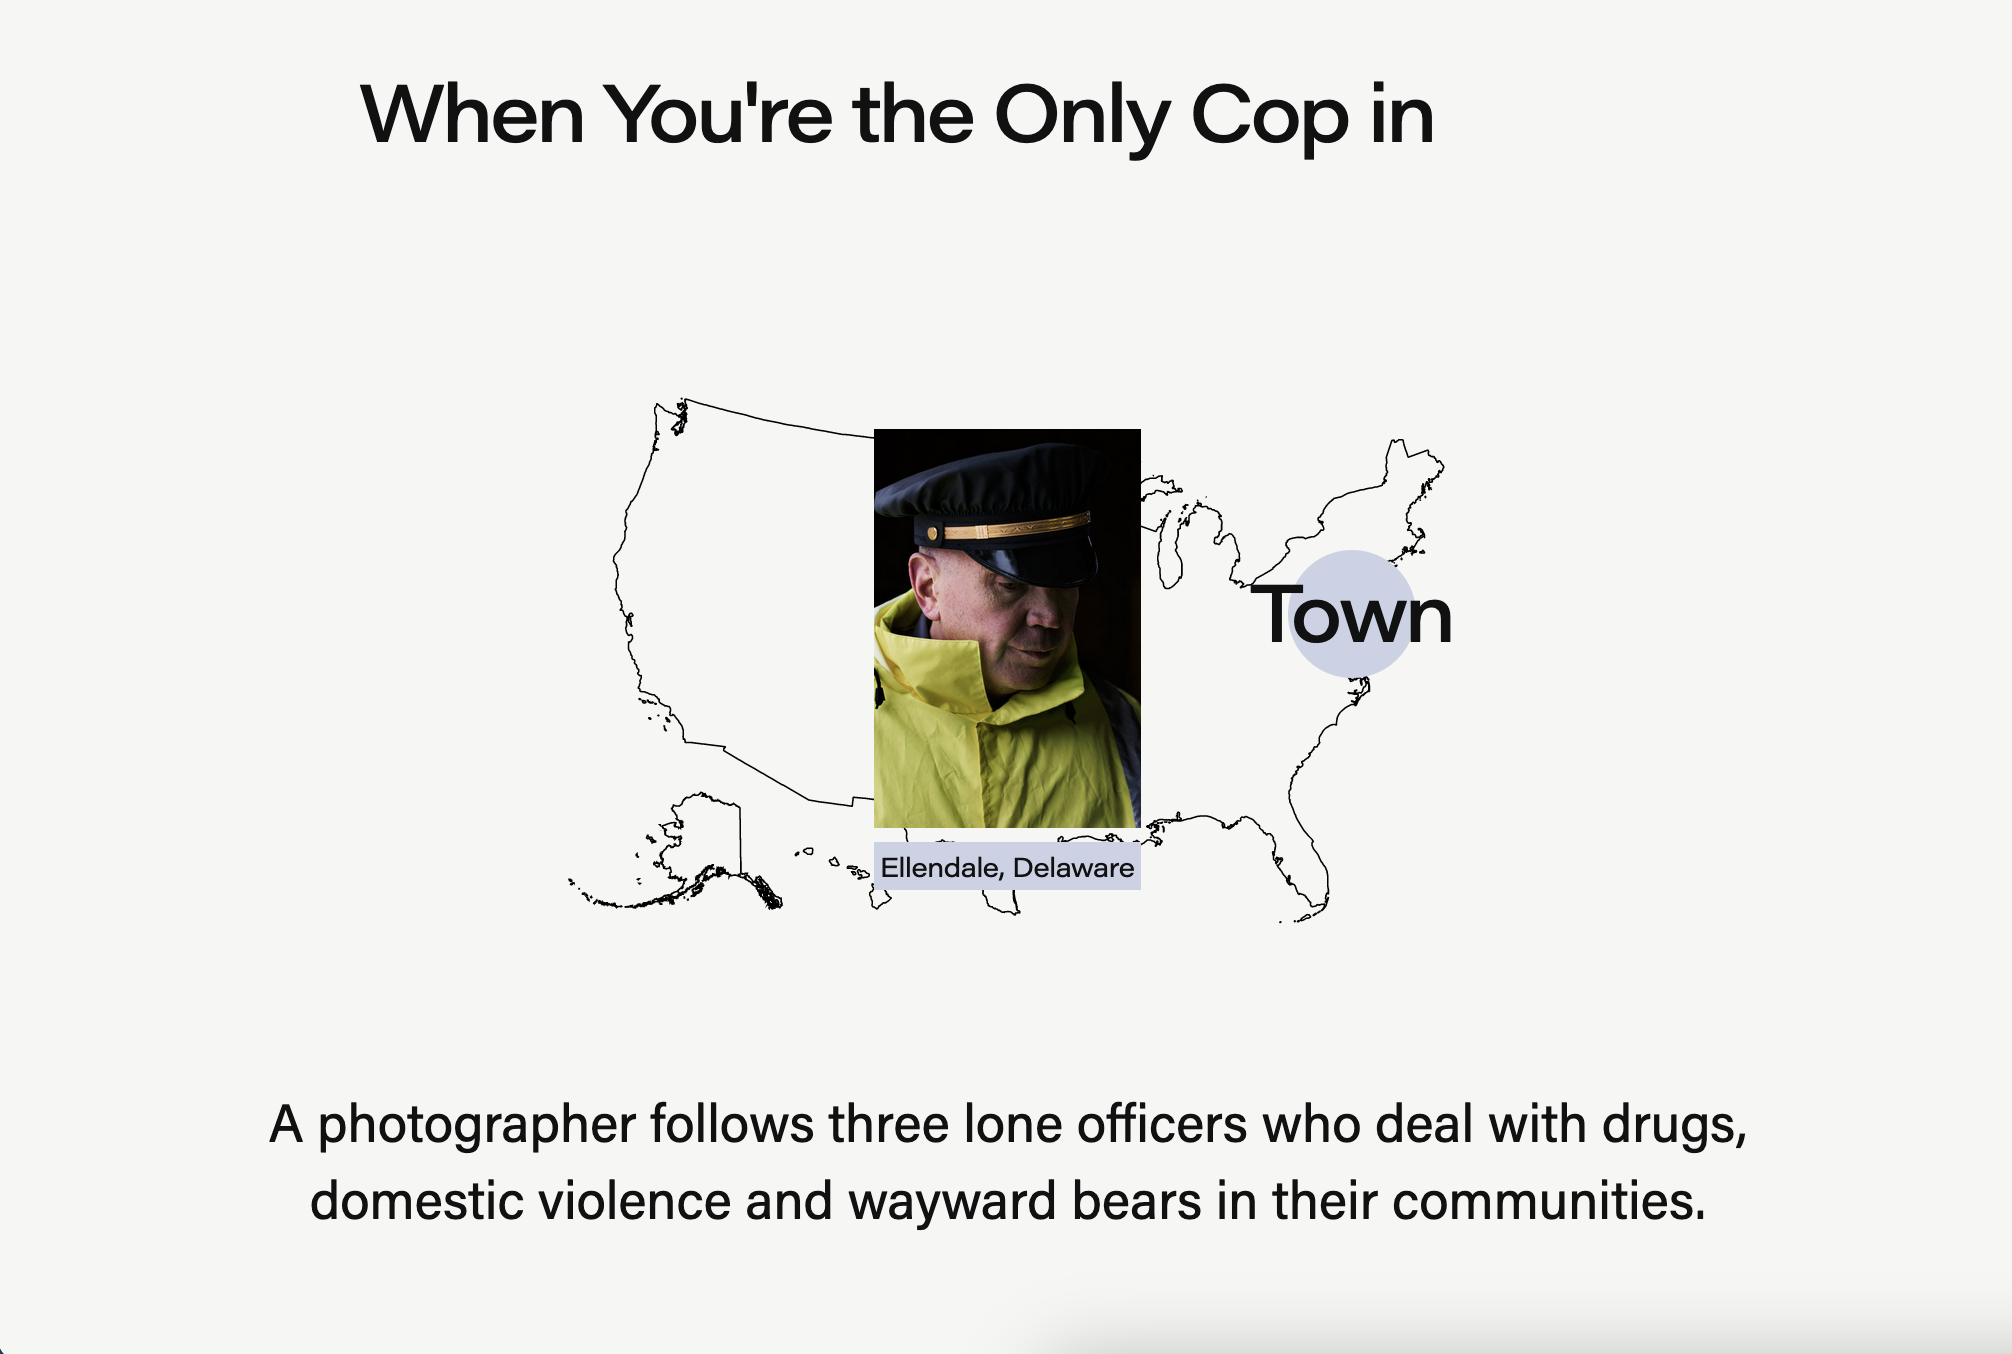 When You're the Only Cop in
Town
Ellendale, Delaware
A photographer follows three lone officers who deal with drugs,
domestic violence and wayward bears in their communities.